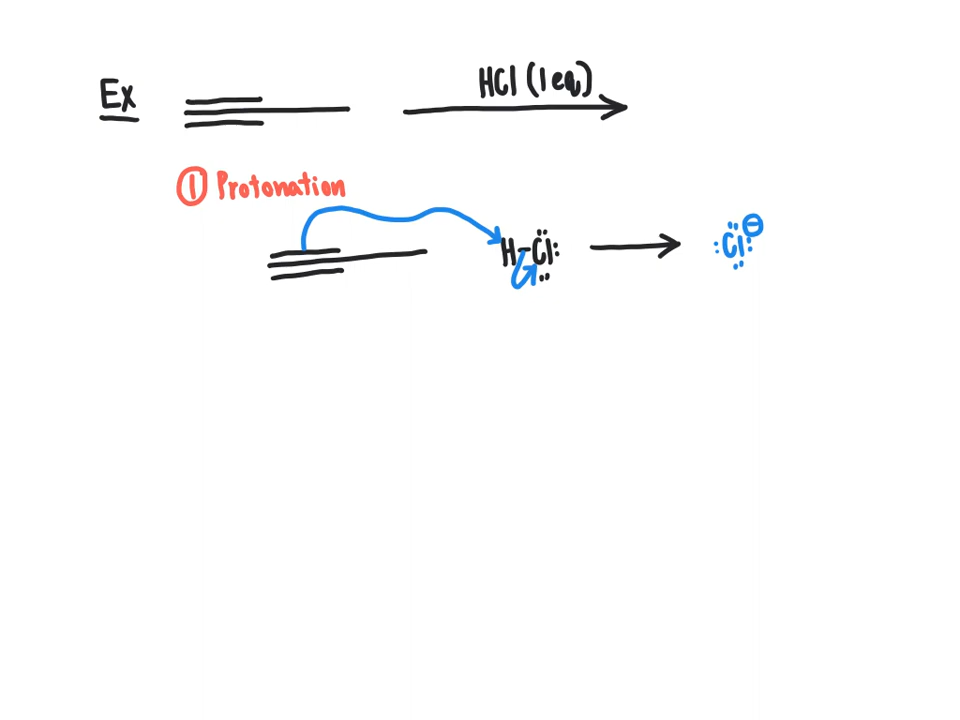 Ex HCl (1 eq)
① Protonation
H-Cl: :Cl: ⊖